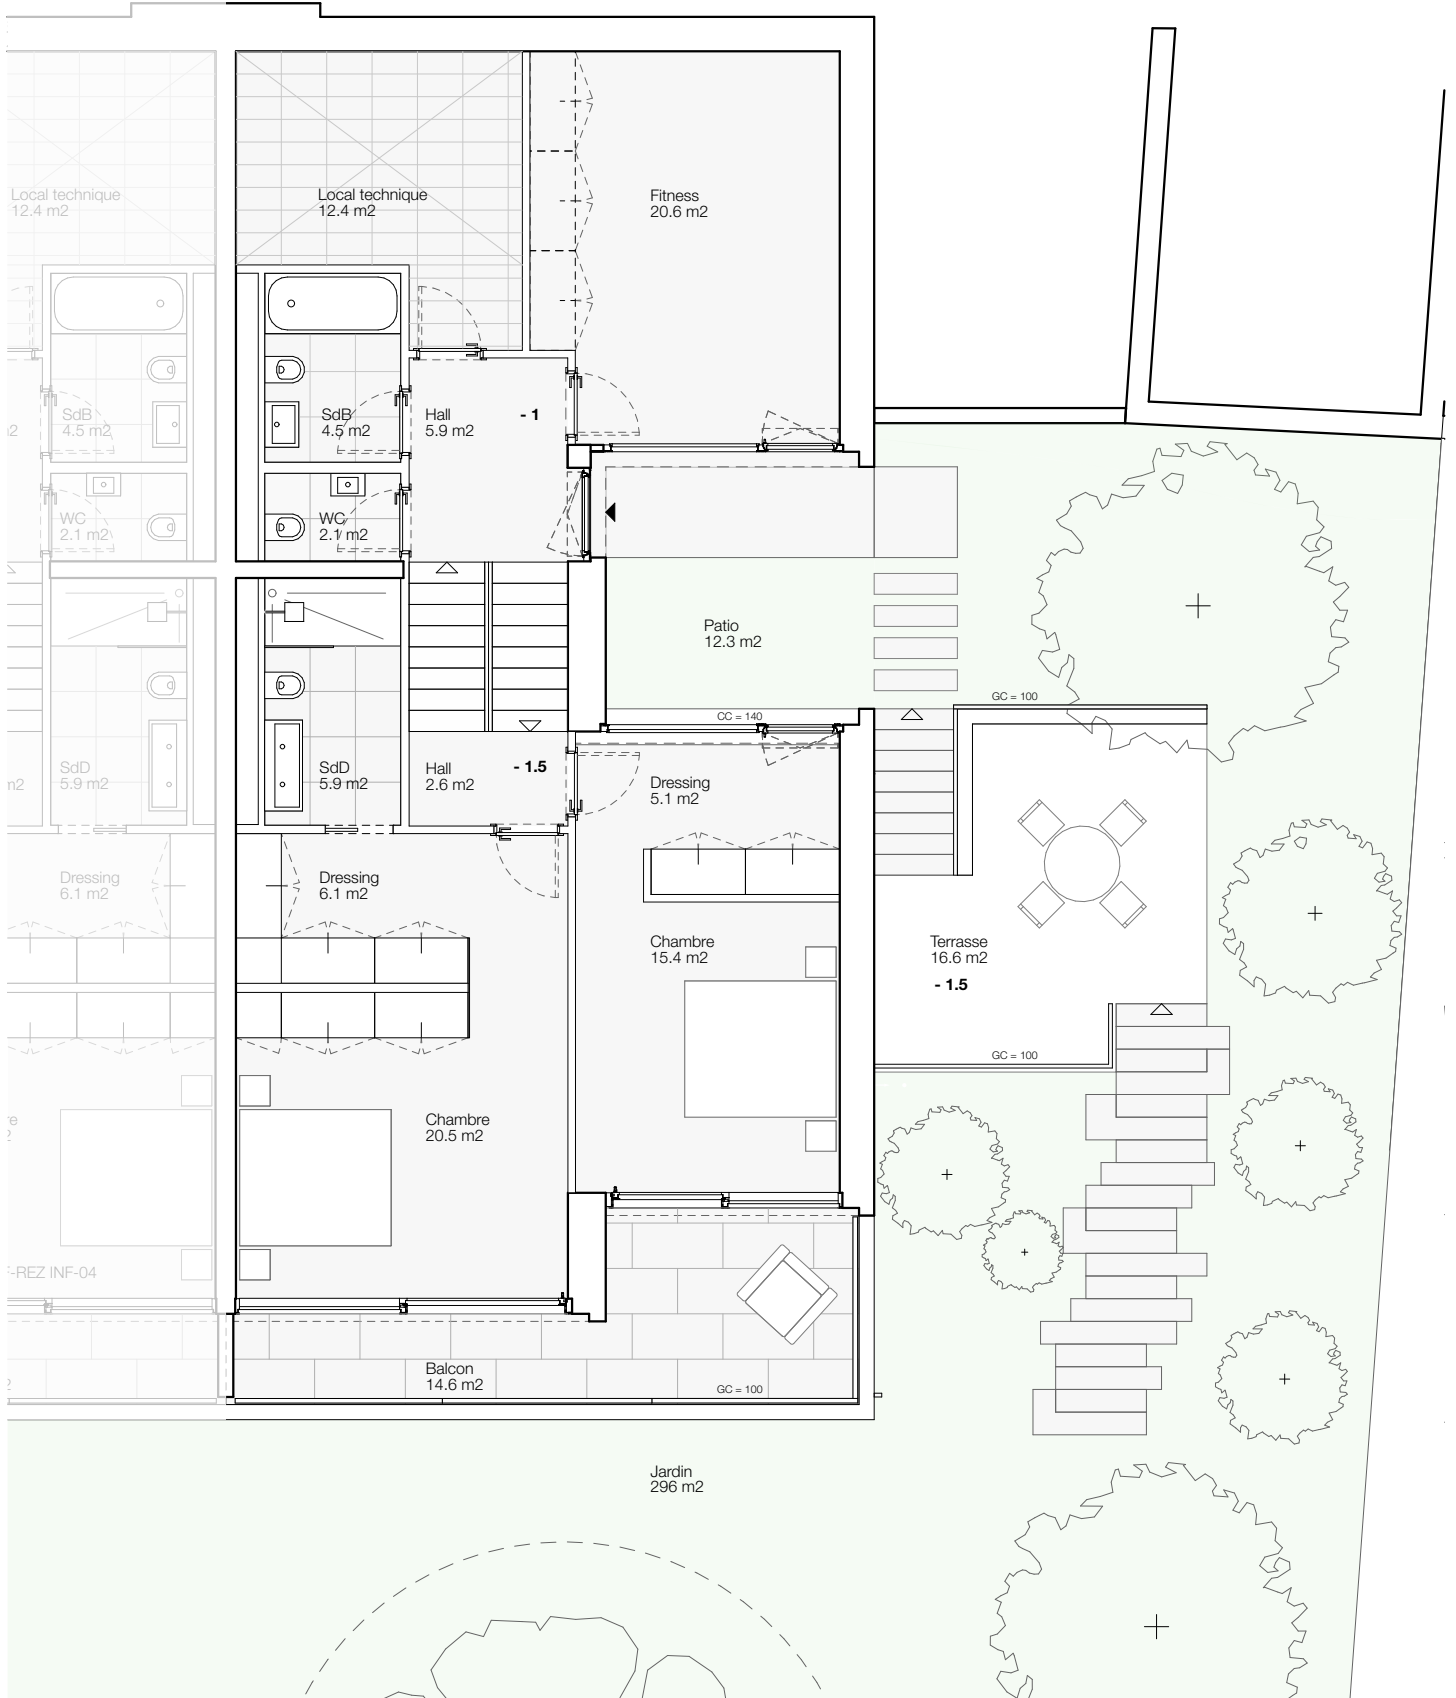 Local technique
12.4 m2
Local technique
12.4 m2
Fitness
20.6 m2
SdB
4.5 m2
SdB
4.5 m2
Hall
5.9 m2
- 1
WC
2.1 m2
WC
2.1 m2
Patio
12.3 m2
GC = 100
CC = 140
SdD
5.9 m2
SdD
5.9 m2
Hall
2.6 m2
- 1.5
Dressing
5.1 m2
Dressing
6.1 m2
Dressing
6.1 m2
Chambre
15.4 m2
Terrasse
16.6 m2
- 1.5
GC = 100
Chambre
20.5 m2
-REZ INF-04
Balcon
14.6 m2
GC = 100
Jardin
296 m2